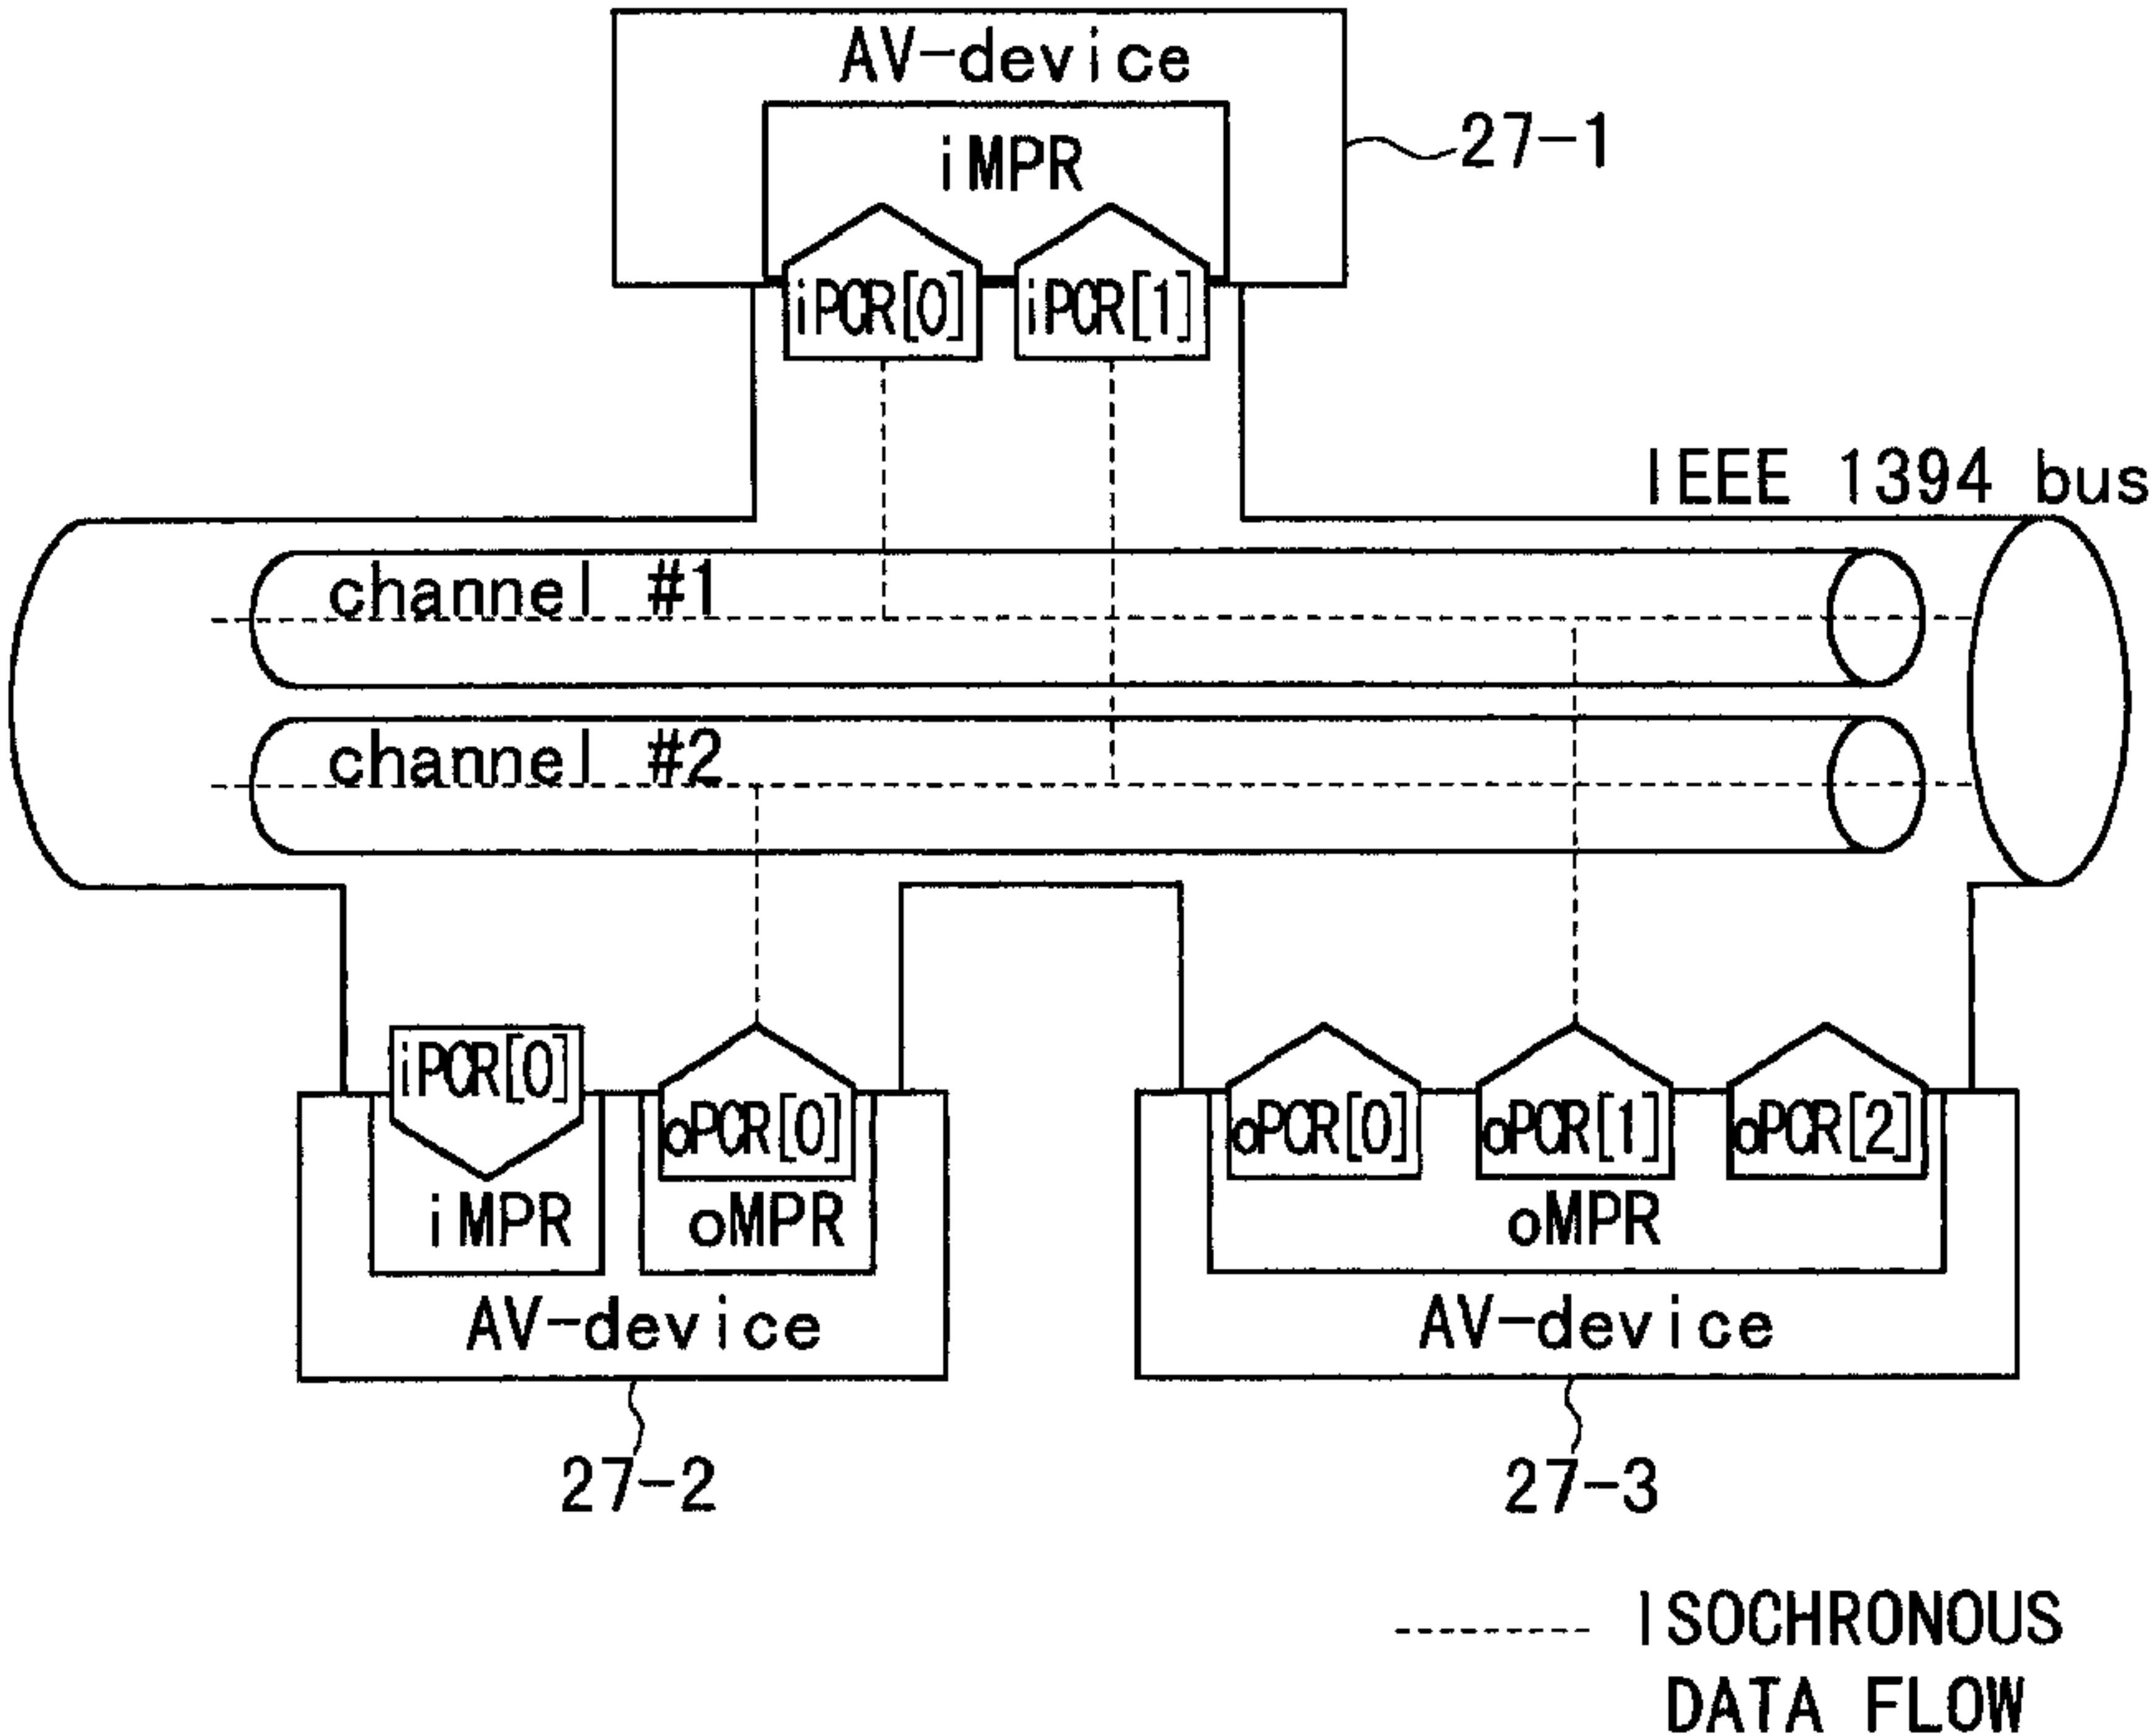 AV-device
iMPR
27-1
iPCR[0]
iPCR[1]
IEEE 1394 bus
channel #1
channel #2
iPCR[0]
oPCR[0]
oPCR[0]
oPCR[1]
oPCR[2]
iMPR
oMPR
oMPR
AV-device
AV-device
27-2
27-3
ISOCHRONOUS
DATA FLOW